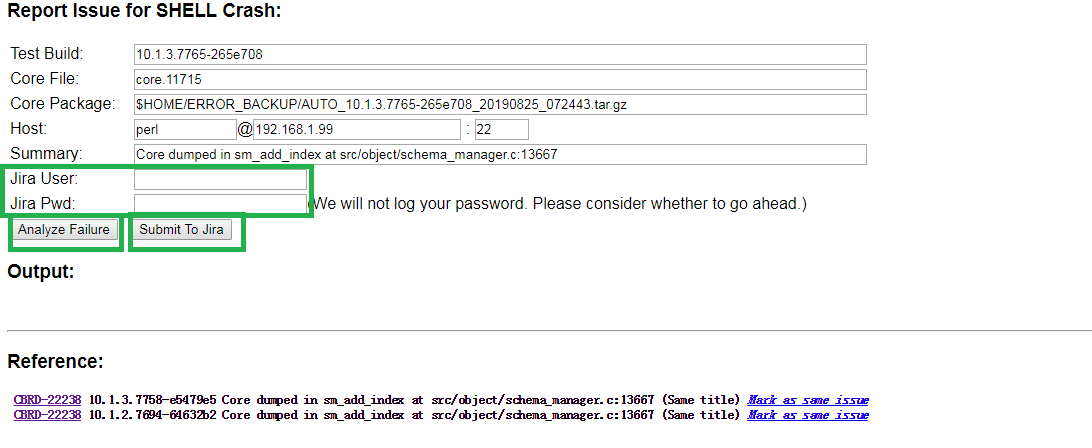 Report Issue for SHELL Crash:
Test Build: 10.1.3.7765-265e708
Core File: core.11715
Core Package: $HOME/ERROR_BACKUP/AUTO_10.1.3.7765-265e708_20190825_072443.tar.gz
Host: perl @ 192.168.1.99 : 22
Summary: Core dumped in sm_add_index at src/object/schema_manager.c:13667
Jira User:
Jira Pwd: (We will not log your password. Please consider whether to go ahead.)
Analyze Failure Submit To Jira
Output:
Reference:
CBRD-22238 10.1.3.7758-e5479e5 Core dumped in sm_add_index at src/object/schema_manager.c:13667 (Same title) Mark as same issue
CBRD-22238 10.1.2.7694-64632b2 Core dumped in sm_add_index at src/object/schema_manager.c:13667 (Same title) Mark as same issue